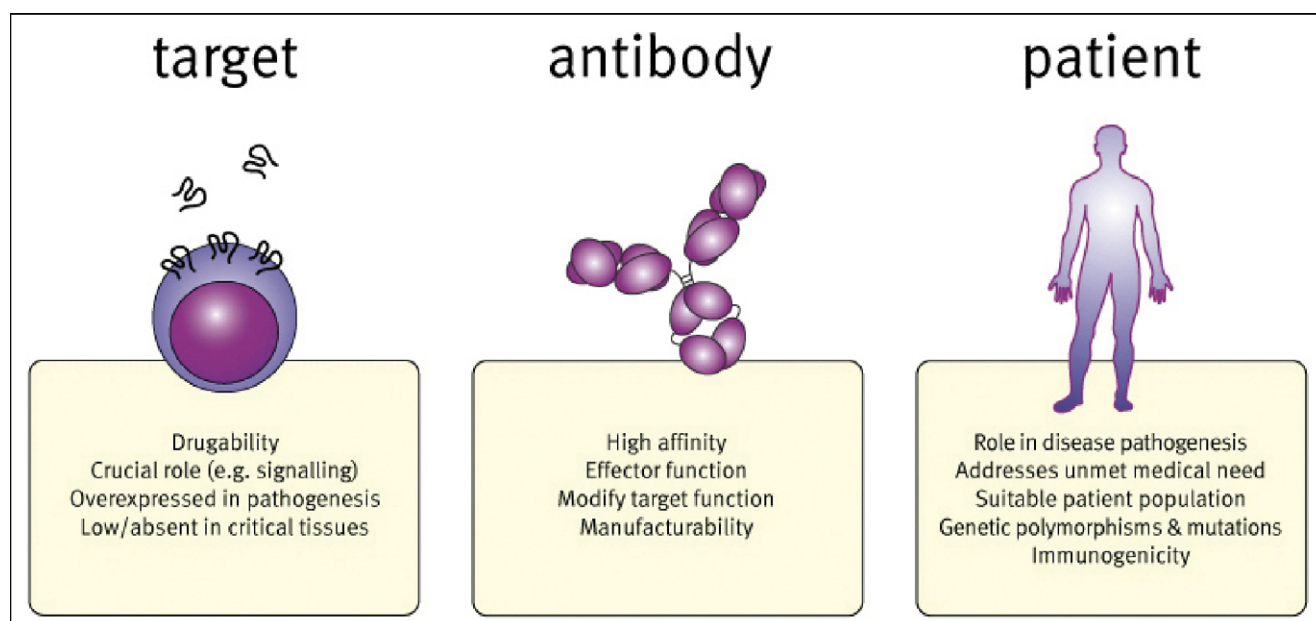 target
Drugability
Crucial role (e.g. signalling)
Overexpressed in pathogenesis
Low/absent in critical tissues
antibody
High affinity
Effector function
Modify target function
Manufacturability
patient
Role in disease pathogenesis
Addresses unmet medical need
Suitable patient population
Genetic polymorphisms & mutations
Immunogenicity